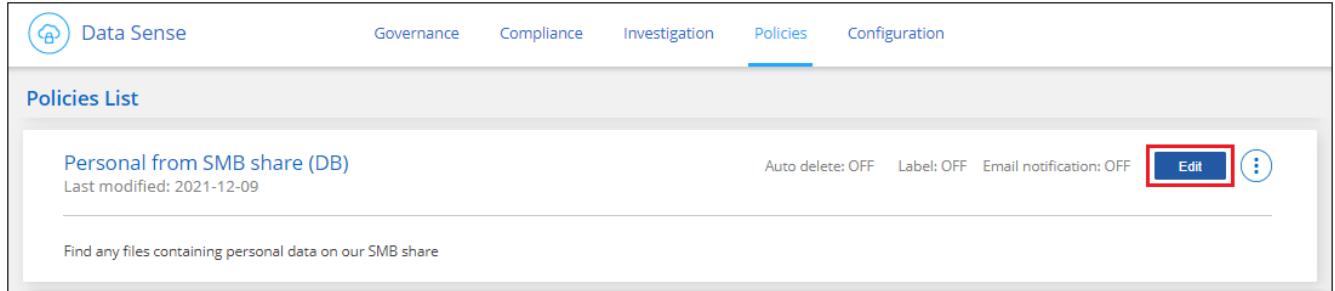 Data Sense Governance Compliance Investigation Policies Configuration
Policies List
Personal from SMB share (DB) Auto delete: OFF Label: OFF Email notification: OFF Edit
Last modified: 2021-12-09
Find any files containing personal data on our SMB share